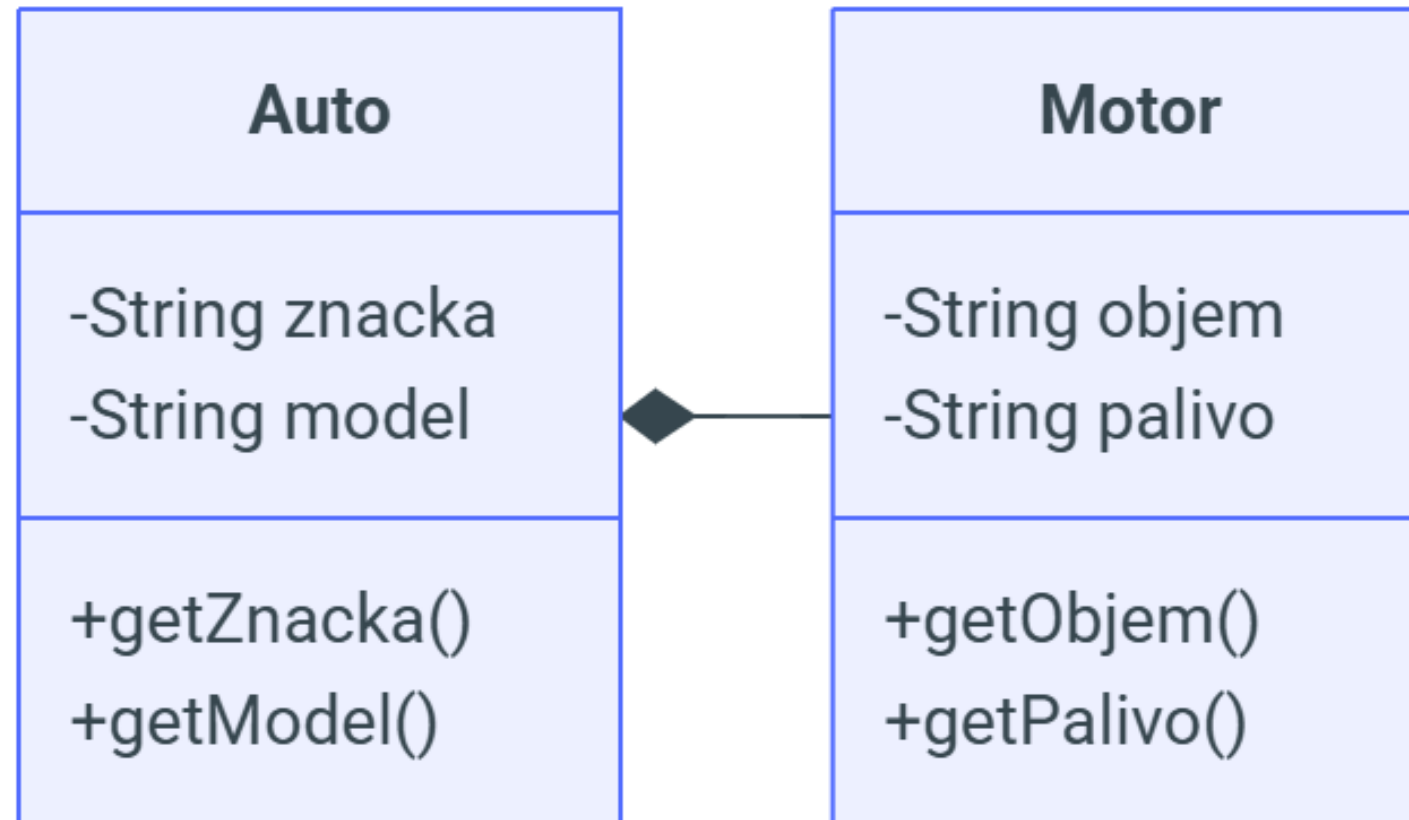 Auto
-String znacka
-String model
+getZnacka()
+getModel()
Motor
-String objem
-String palivo
+getObjem()
+getPalivo()